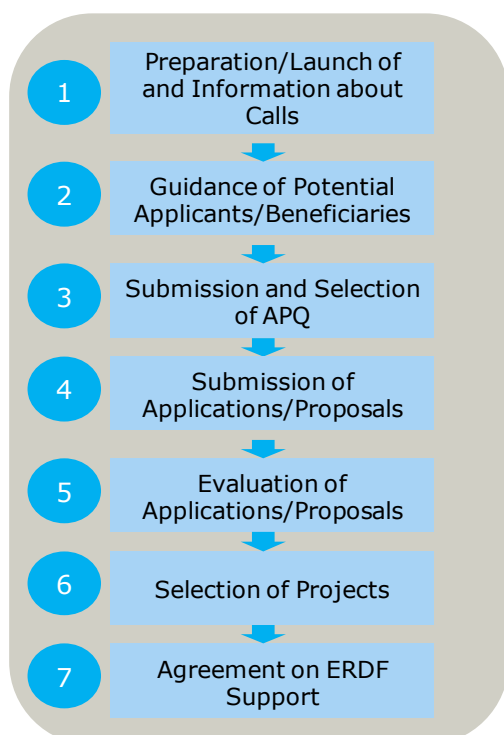 1
Preparation/Launch of
and Information about
Calls
2
Guidance of Potential
Applicants/Beneficiaries
3
Submission and Selection
of APQ
4
Submission of
Applications/Proposals
5
Evaluation of
Applications/Proposals
6
Selection of Projects
7
Agreement on ERDF
Support